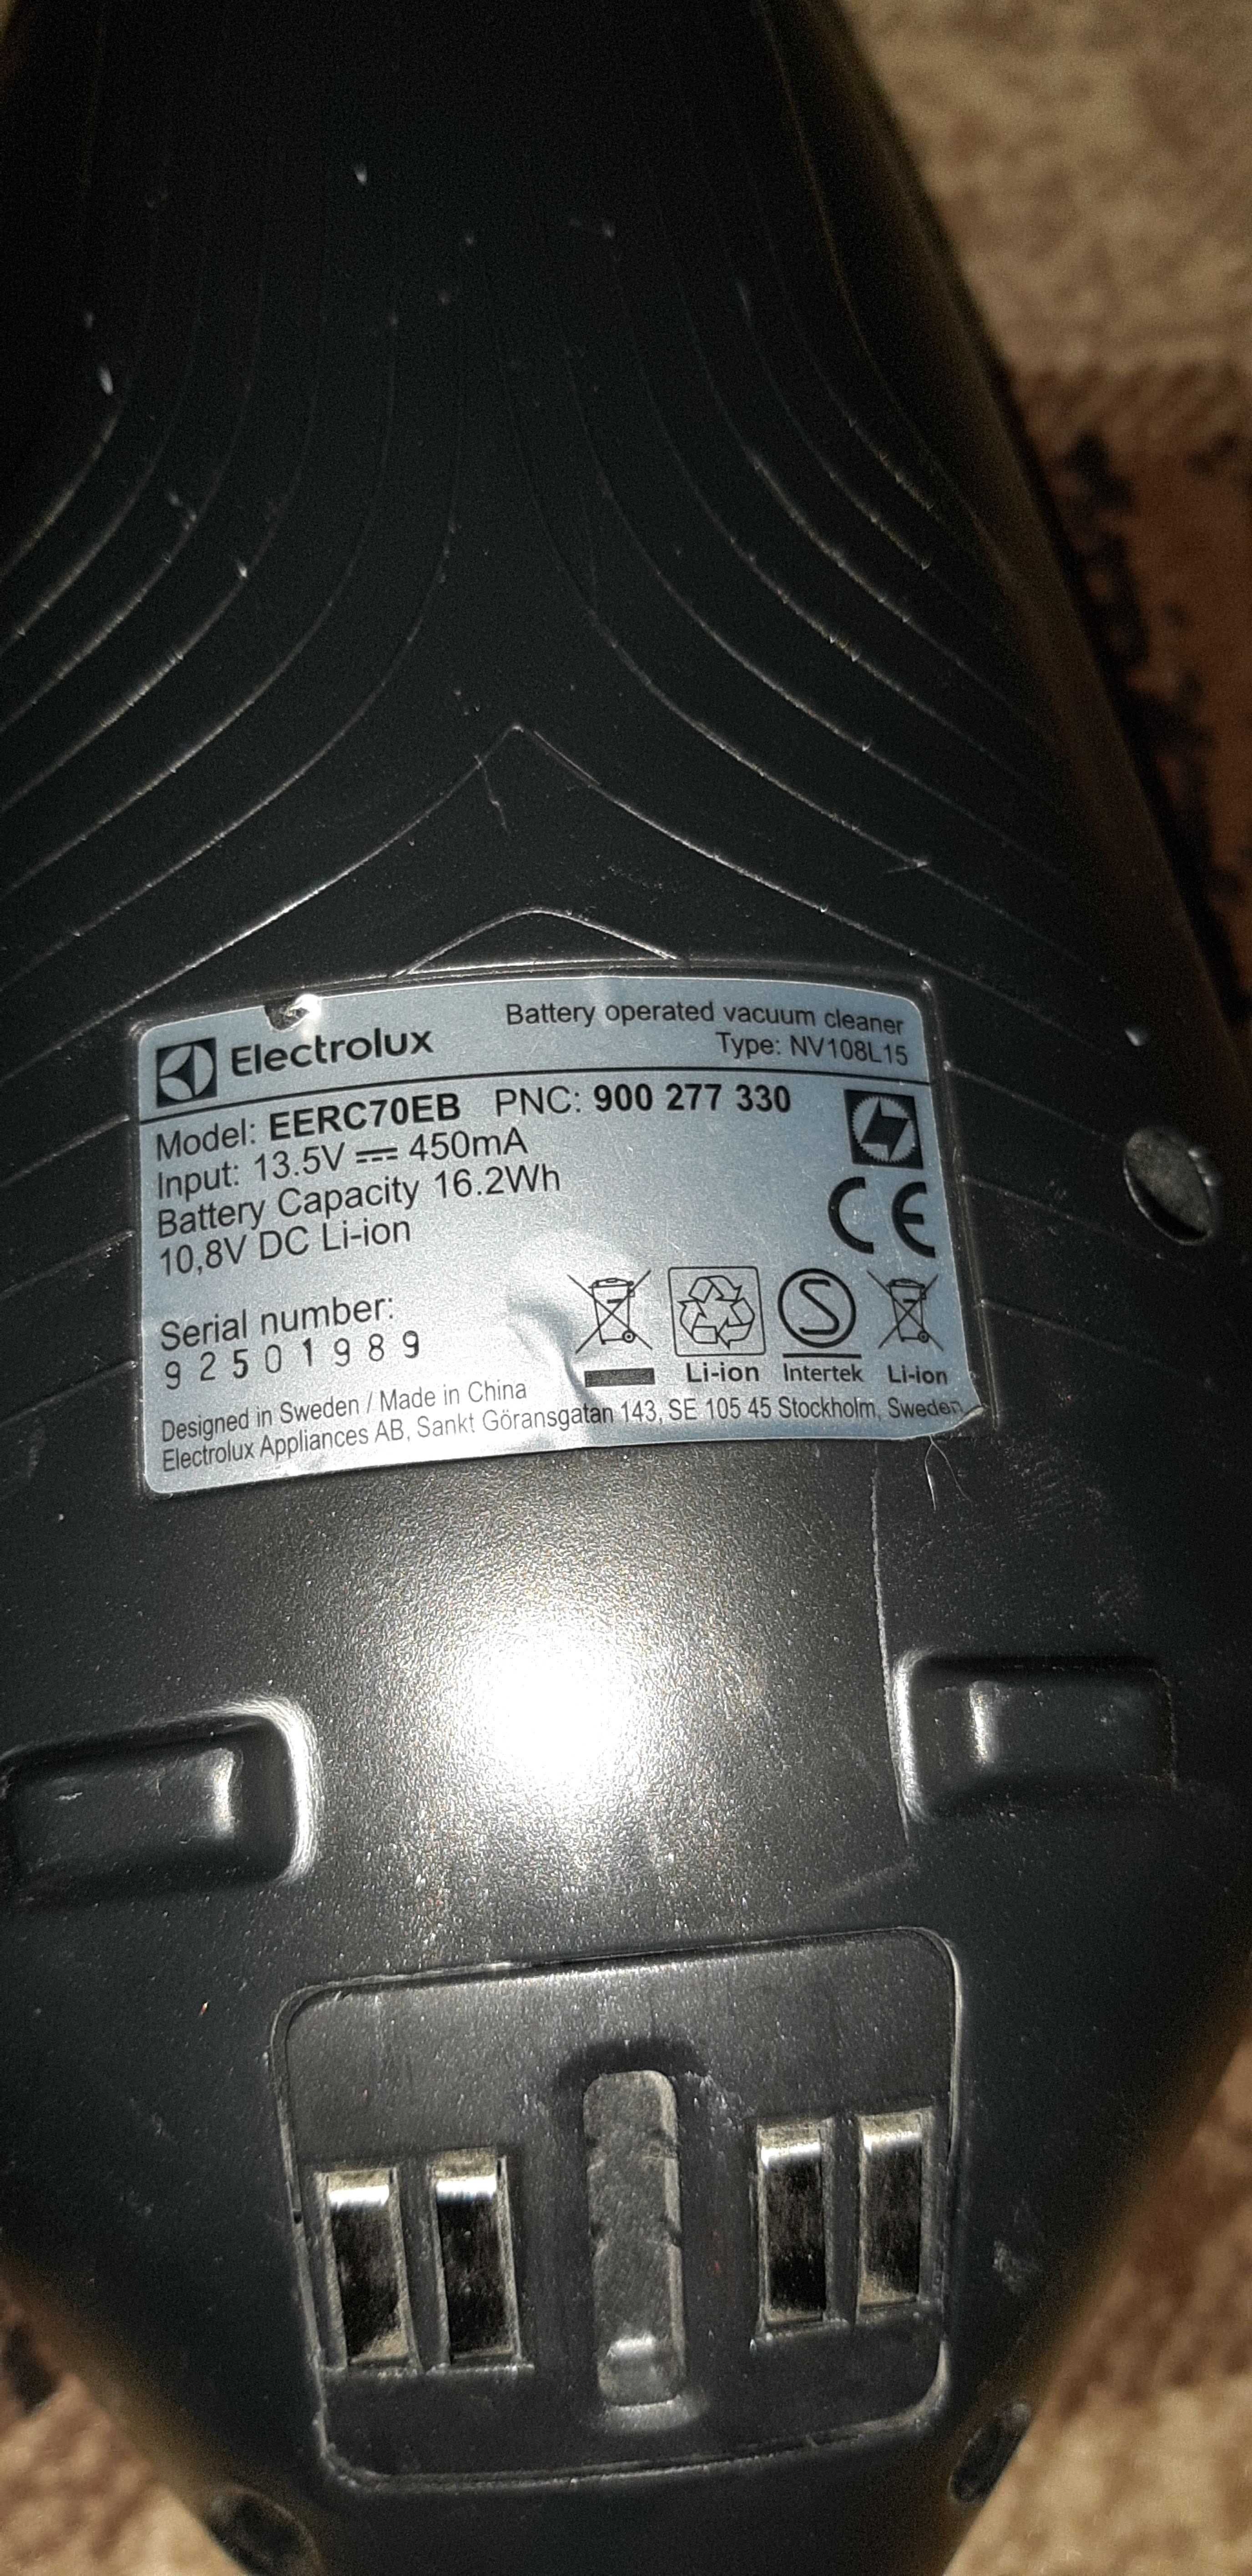 Electrolux
Battery operated vacuum cleaner
Type: NV108L15
Model: EERC70EB PNC: 900 277 330
Input: 13.5V ⎓ 450mA
Battery Capacity 16.2Wh
10,8V DC Li-ion
CE
Serial number:
92501989
Li-ion Intertek Li-ion
Designed in Sweden / Made in China
Electrolux Appliances AB, Sankt Göransgatan 143, SE 105 45 Stockholm, Sweden